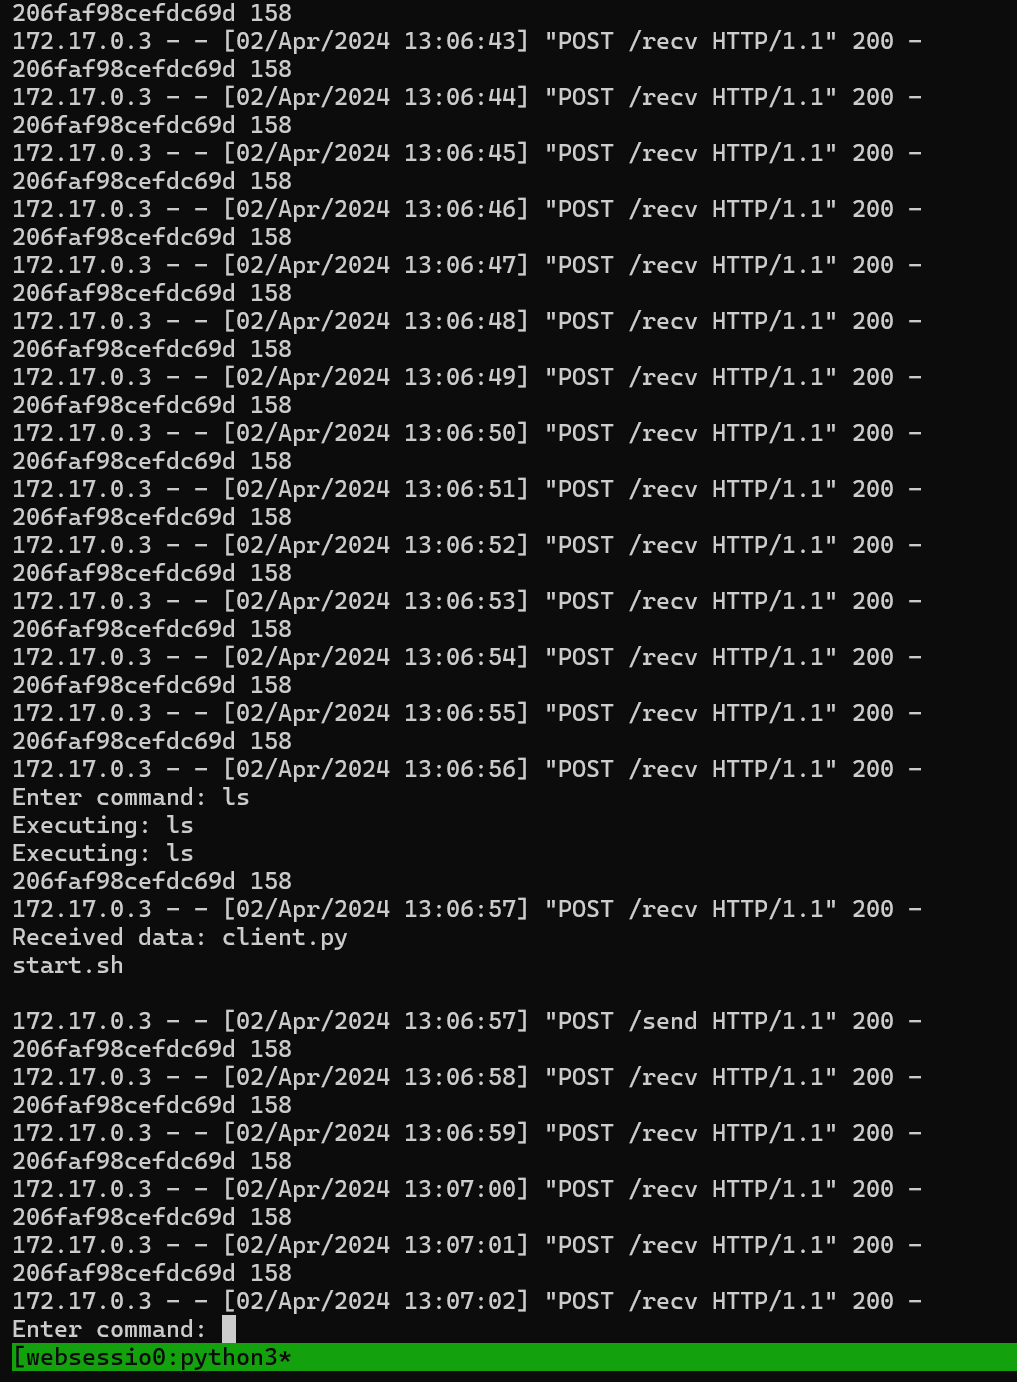 206faf98cefdc69d 158
172.17.0.3 - - [02/Apr/2024 13:06:43] "POST /recv HTTP/1.1" 200 -
206faf98cefdc69d 158
172.17.0.3 - - [02/Apr/2024 13:06:44] "POST /recv HTTP/1.1" 200 -
206faf98cefdc69d 158
172.17.0.3 - - [02/Apr/2024 13:06:45] "POST /recv HTTP/1.1" 200 -
206faf98cefdc69d 158
172.17.0.3 - - [02/Apr/2024 13:06:46] "POST /recv HTTP/1.1" 200 -
206faf98cefdc69d 158
172.17.0.3 - - [02/Apr/2024 13:06:47] "POST /recv HTTP/1.1" 200 -
206faf98cefdc69d 158
172.17.0.3 - - [02/Apr/2024 13:06:48] "POST /recv HTTP/1.1" 200 -
206faf98cefdc69d 158
172.17.0.3 - - [02/Apr/2024 13:06:49] "POST /recv HTTP/1.1" 200 -
206faf98cefdc69d 158
172.17.0.3 - - [02/Apr/2024 13:06:50] "POST /recv HTTP/1.1" 200 -
206faf98cefdc69d 158
172.17.0.3 - - [02/Apr/2024 13:06:51] "POST /recv HTTP/1.1" 200 -
206faf98cefdc69d 158
172.17.0.3 - - [02/Apr/2024 13:06:52] "POST /recv HTTP/1.1" 200 -
206faf98cefdc69d 158
172.17.0.3 - - [02/Apr/2024 13:06:53] "POST /recv HTTP/1.1" 200 -
206faf98cefdc69d 158
172.17.0.3 - - [02/Apr/2024 13:06:54] "POST /recv HTTP/1.1" 200 -
206faf98cefdc69d 158
172.17.0.3 - - [02/Apr/2024 13:06:55] "POST /recv HTTP/1.1" 200 -
206faf98cefdc69d 158
172.17.0.3 - - [02/Apr/2024 13:06:56] "POST /recv HTTP/1.1" 200 -
Enter command: ls
Executing: ls
Executing: ls
206faf98cefdc69d 158
172.17.0.3 - - [02/Apr/2024 13:06:57] "POST /recv HTTP/1.1" 200 -
Received data: client.py
start.sh

172.17.0.3 - - [02/Apr/2024 13:06:57] "POST /send HTTP/1.1" 200 -
206faf98cefdc69d 158
172.17.0.3 - - [02/Apr/2024 13:06:58] "POST /recv HTTP/1.1" 200 -
206faf98cefdc69d 158
172.17.0.3 - - [02/Apr/2024 13:06:59] "POST /recv HTTP/1.1" 200 -
206faf98cefdc69d 158
172.17.0.3 - - [02/Apr/2024 13:07:00] "POST /recv HTTP/1.1" 200 -
206faf98cefdc69d 158
172.17.0.3 - - [02/Apr/2024 13:07:01] "POST /recv HTTP/1.1" 200 -
206faf98cefdc69d 158
172.17.0.3 - - [02/Apr/2024 13:07:02] "POST /recv HTTP/1.1" 200 -
Enter command:
[websessio0:python3*